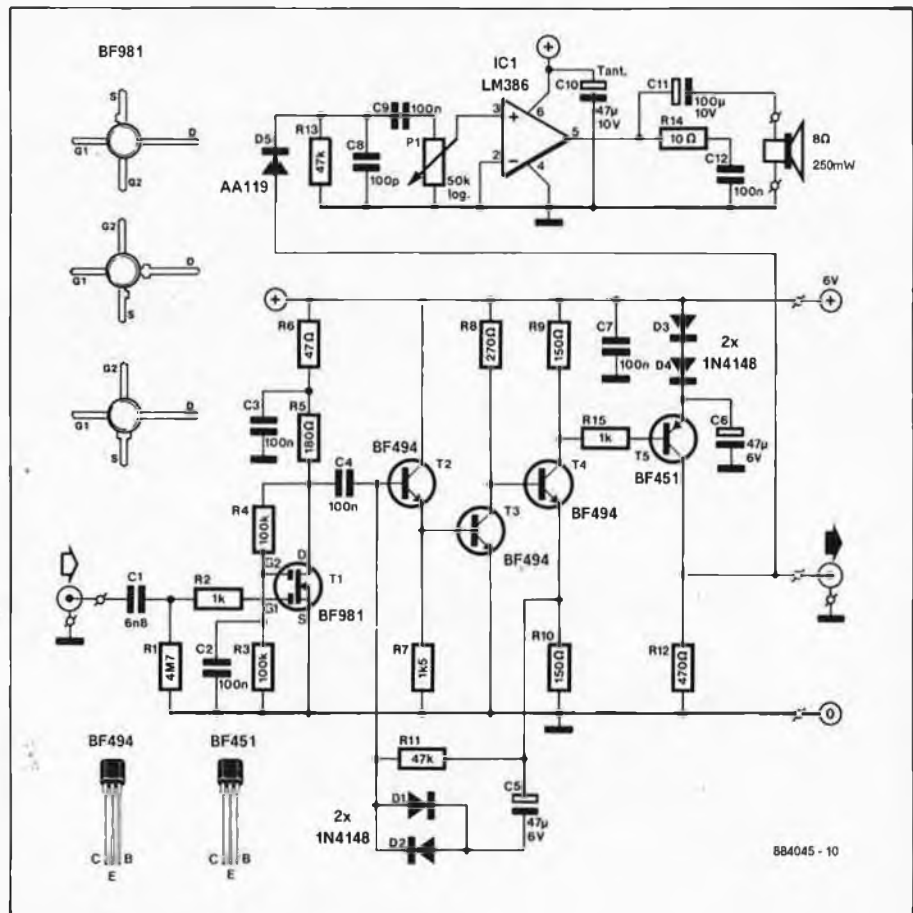 BF981
S
G1
D
G2
G2
G1
D
S
G2
G1
D
S
IC1
LM386
Tant.
C10
47µ
10V
C11
100µ
10V
C9
100n
3
6
5
2
4
D5
AA119
R13
47k
C8
100p
P1
50k
log.
R14
10Ω
C12
100n
8Ω
250mW
6V
R6
47Ω
R8
270Ω
R9
150Ω
C7
100n
D3
D4
2x
1N4148
C3
100n
R5
180Ω
C4
100n
BF494
T2
R15
1k
T5
BF451
C6
47µ
6V
T4
BF494
T3
BF494
R4
100k
G2
D
G1
S
T1
BF981
C1
6n8
R2
1k
R1
4M7
C2
100n
R3
100k
R7
1k5
R10
150Ω
R12
470Ω
0
BF494
C
B
E
BF451
C
B
E
R11
47k
2x
1N4148
D1
D2
C5
47µ
6V
884045 - 10